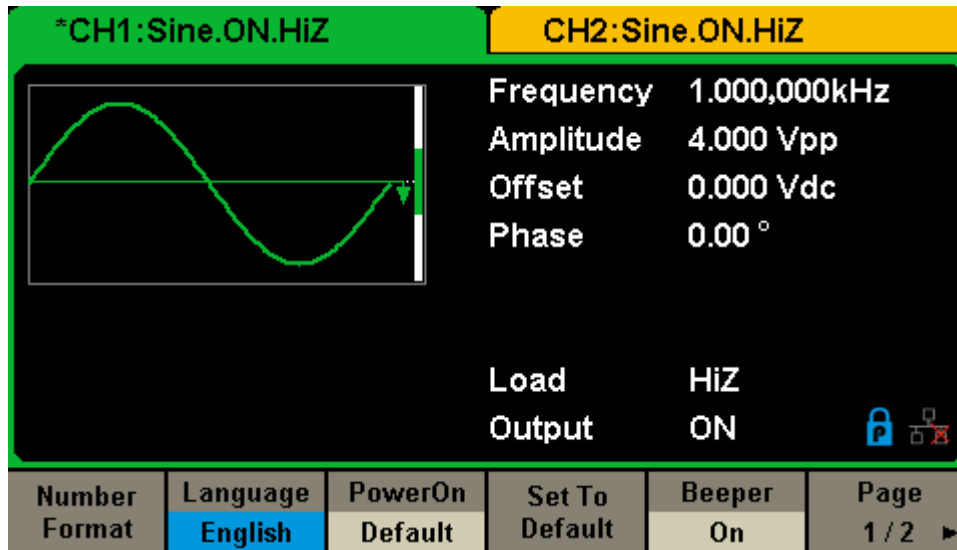 *CH1:Sine.ON.HiZ
CH2:Sine.ON.HiZ
Frequency 1.000,000kHz
Amplitude 4.000 Vpp
Offset 0.000 Vdc
Phase 0.00 °
Load HiZ
Output ON
P
Number Format
Language English
PowerOn Default
Set To Default
Beeper On
Page 1/2 ►